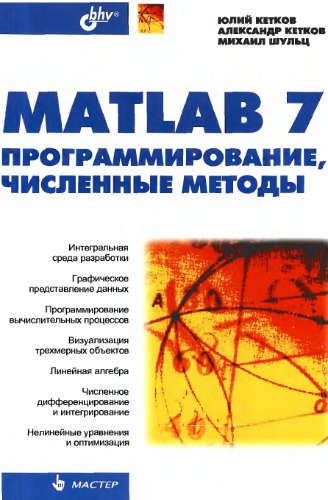 bhv®
ЮЛИЙ КЕТКОВ
АЛЕКСАНДР КЕТКОВ
МИХАИЛ ШУЛЬЦ
MATLAB 7
ПРОГРАММИРОВАНИЕ,
ЧИСЛЕННЫЕ МЕТОДЫ
Интегральная
среда разработки
Графическое
представление данных
Программирование
вычислительных процессов
Визуализация
трехмерных объектов
Линейная алгебра
Численное
дифференцирование
и интегрирование
Нелинейные уравнения
и оптимизация
A
60
МАСТЕР